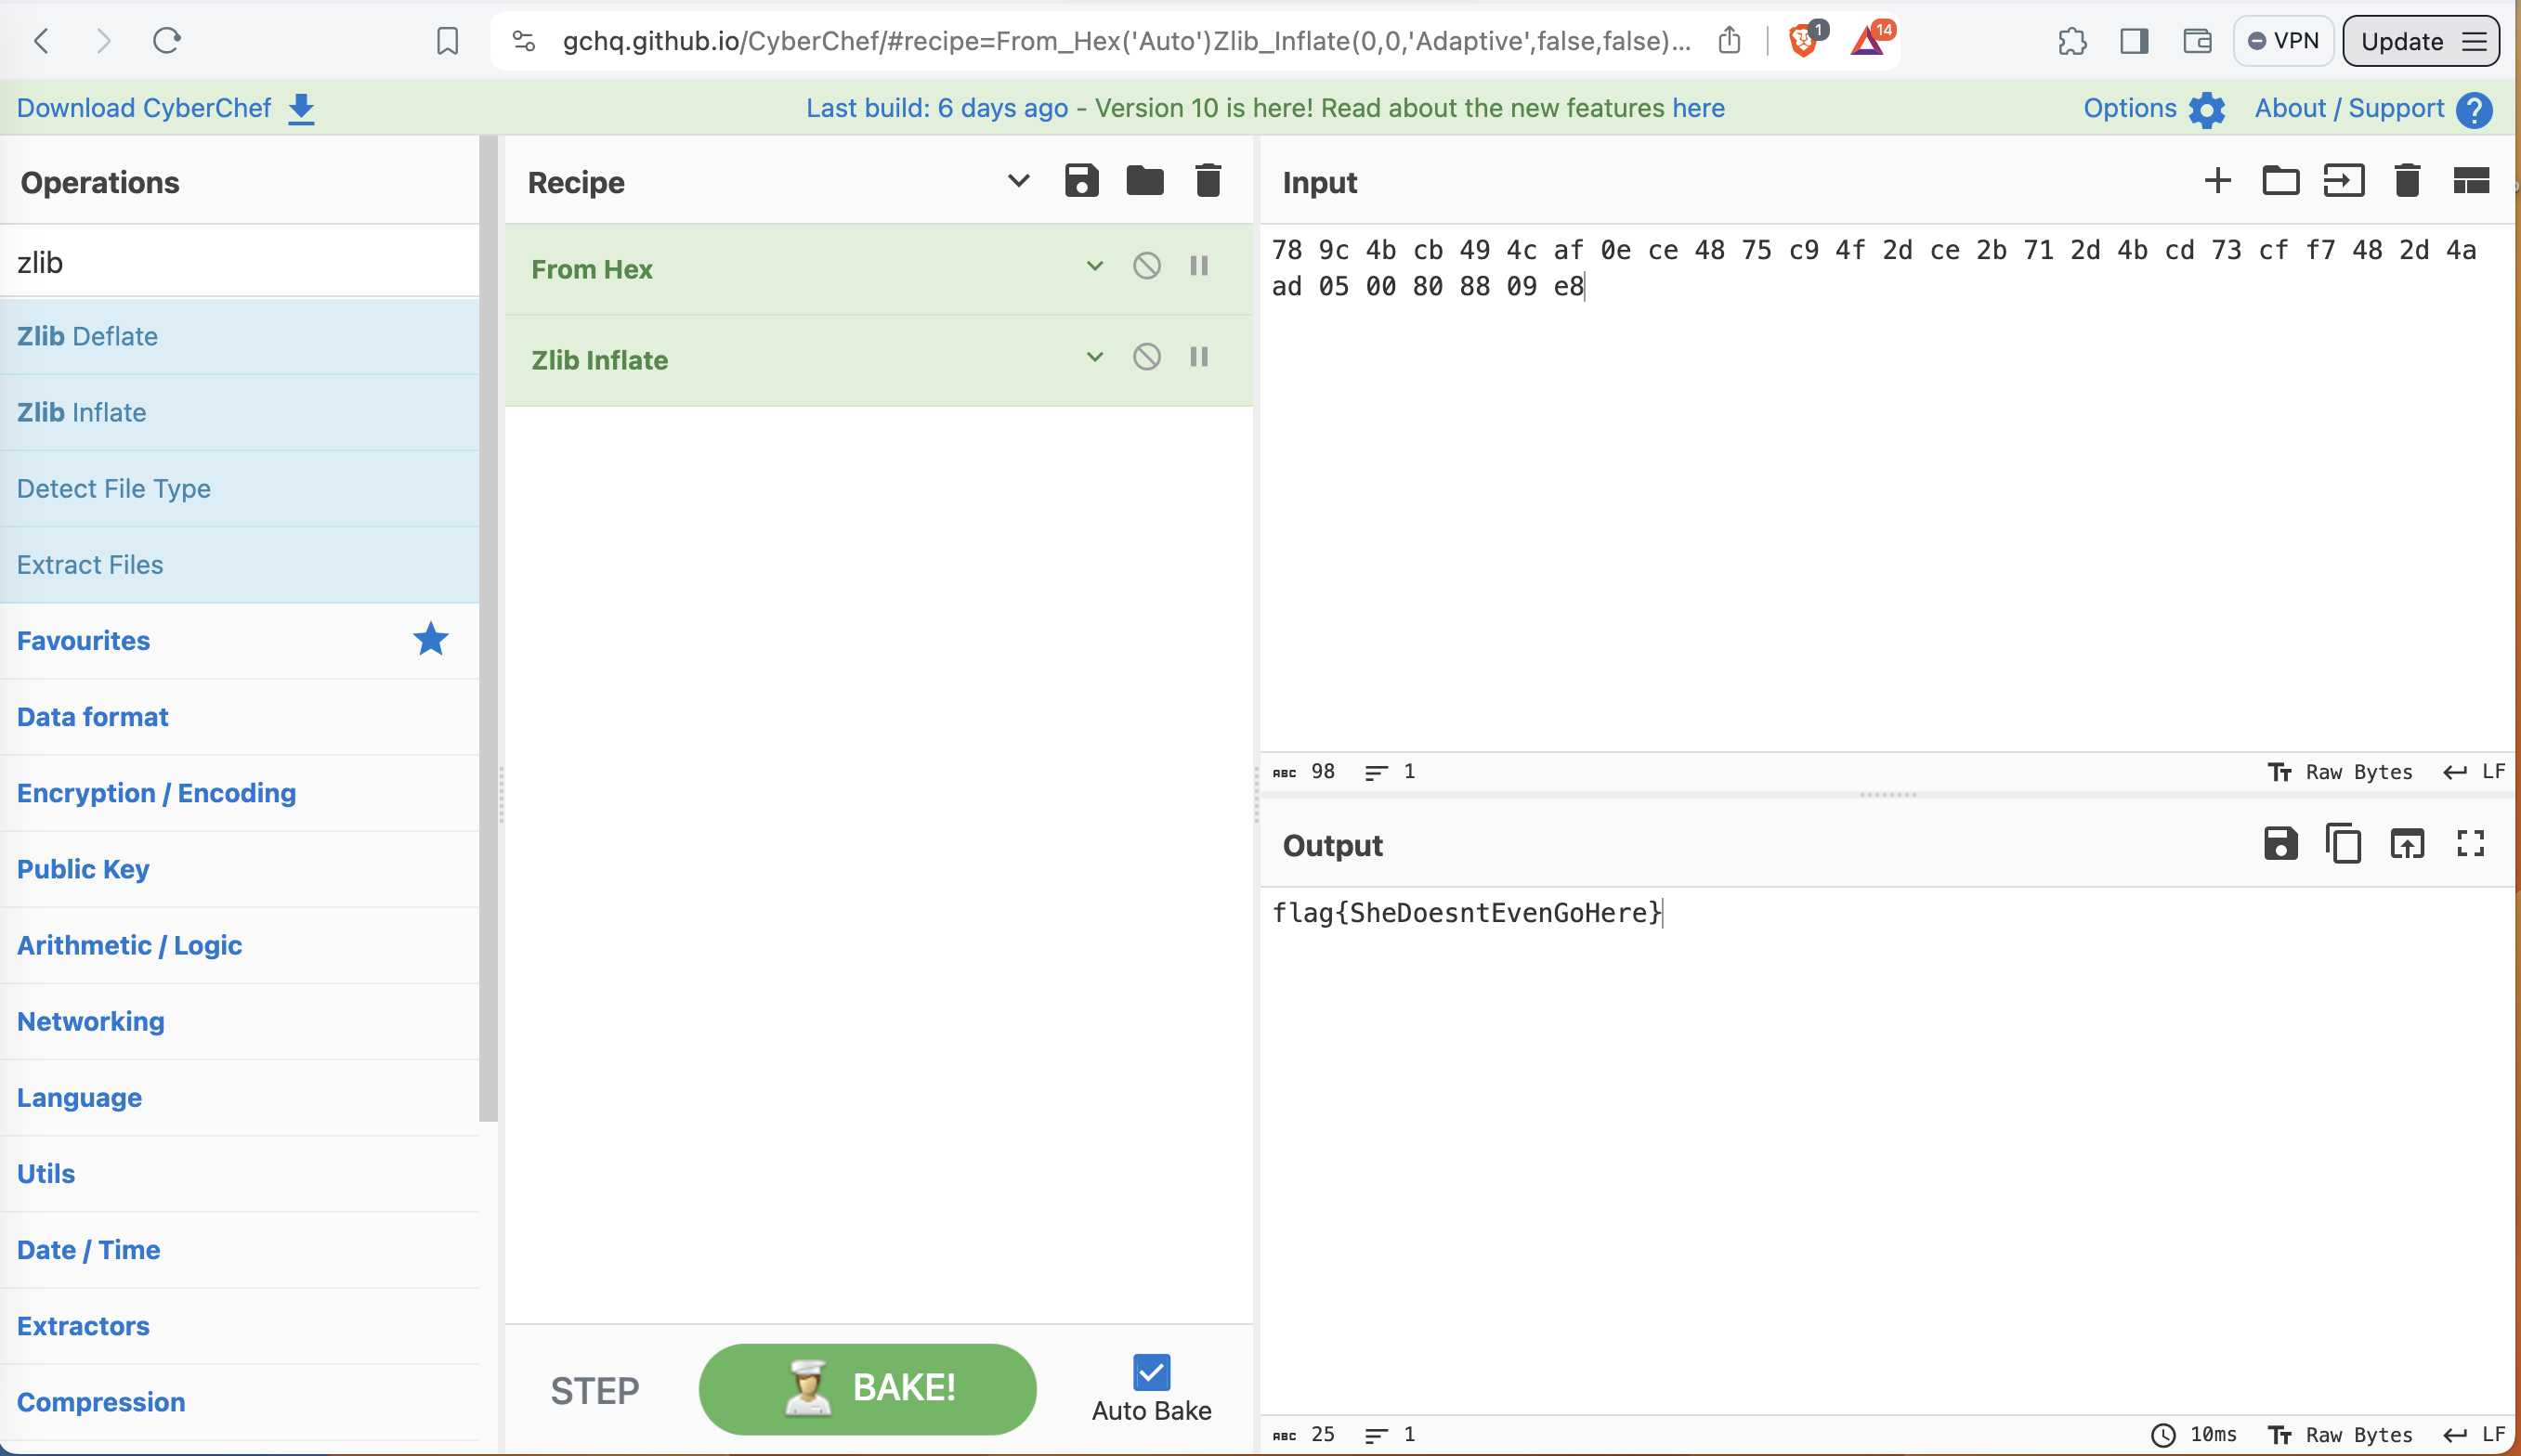 gchq.github.io/CyberChef/#recipe=From_Hex('Auto')Zlib_Inflate(0,0,'Adaptive',false,false)...
1
14
VPN
Update
Download CyberChef
Last build: 6 days ago - Version 10 is here! Read about the new features here
Options
About / Support
Operations
zlib
Zlib Deflate
Zlib Inflate
Detect File Type
Extract Files
Favourites
Data format
Encryption / Encoding
Public Key
Arithmetic / Logic
Networking
Language
Utils
Date / Time
Extractors
Compression
Recipe
From Hex
Zlib Inflate
STEP
BAKE!
Auto Bake
Input
78 9c 4b cb 49 4c af 0e ce 48 75 c9 4f 2d ce 2b 71 2d 4b cd 73 cf f7 48 2d 4a
ad 05 00 80 88 09 e8
ABC 98 1
Raw Bytes LF
Output
flag{SheDoesntEvenGoHere}
ABC 25 1
10ms Raw Bytes LF